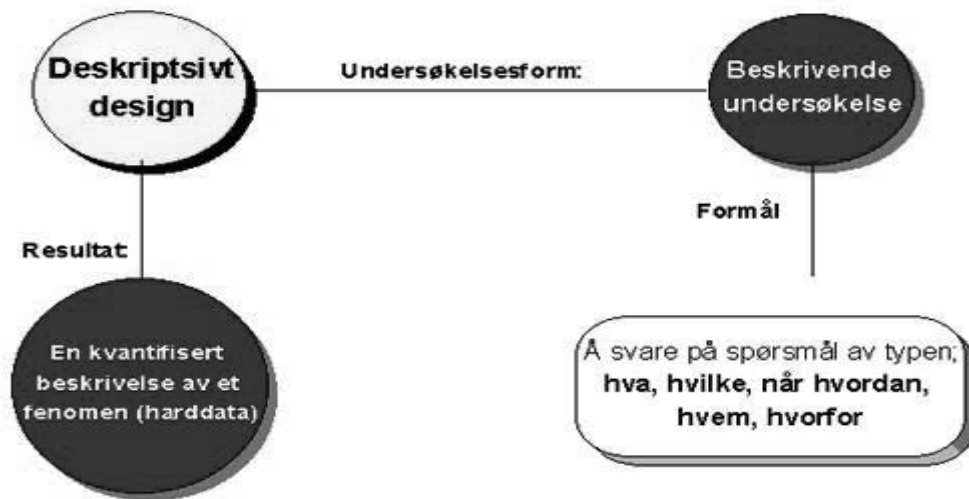 Deskriptsivt
design
Undersøkelsesform:
Beskrivende
undersøkelse
Formål
Resultat:
En kvantifisert
beskrivelse av et
fenomen (harddata)
Å svare på spørsmål av typen;
hva, hvilke, når hvordan,
hvem, hvorfor